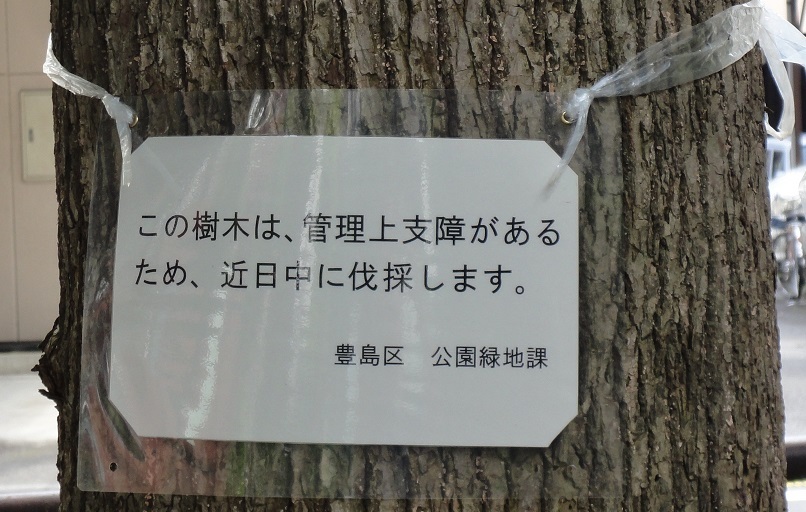 この樹木は、管理上支障がある
ため、近日中に伐採します。
豊島区　公園緑地課